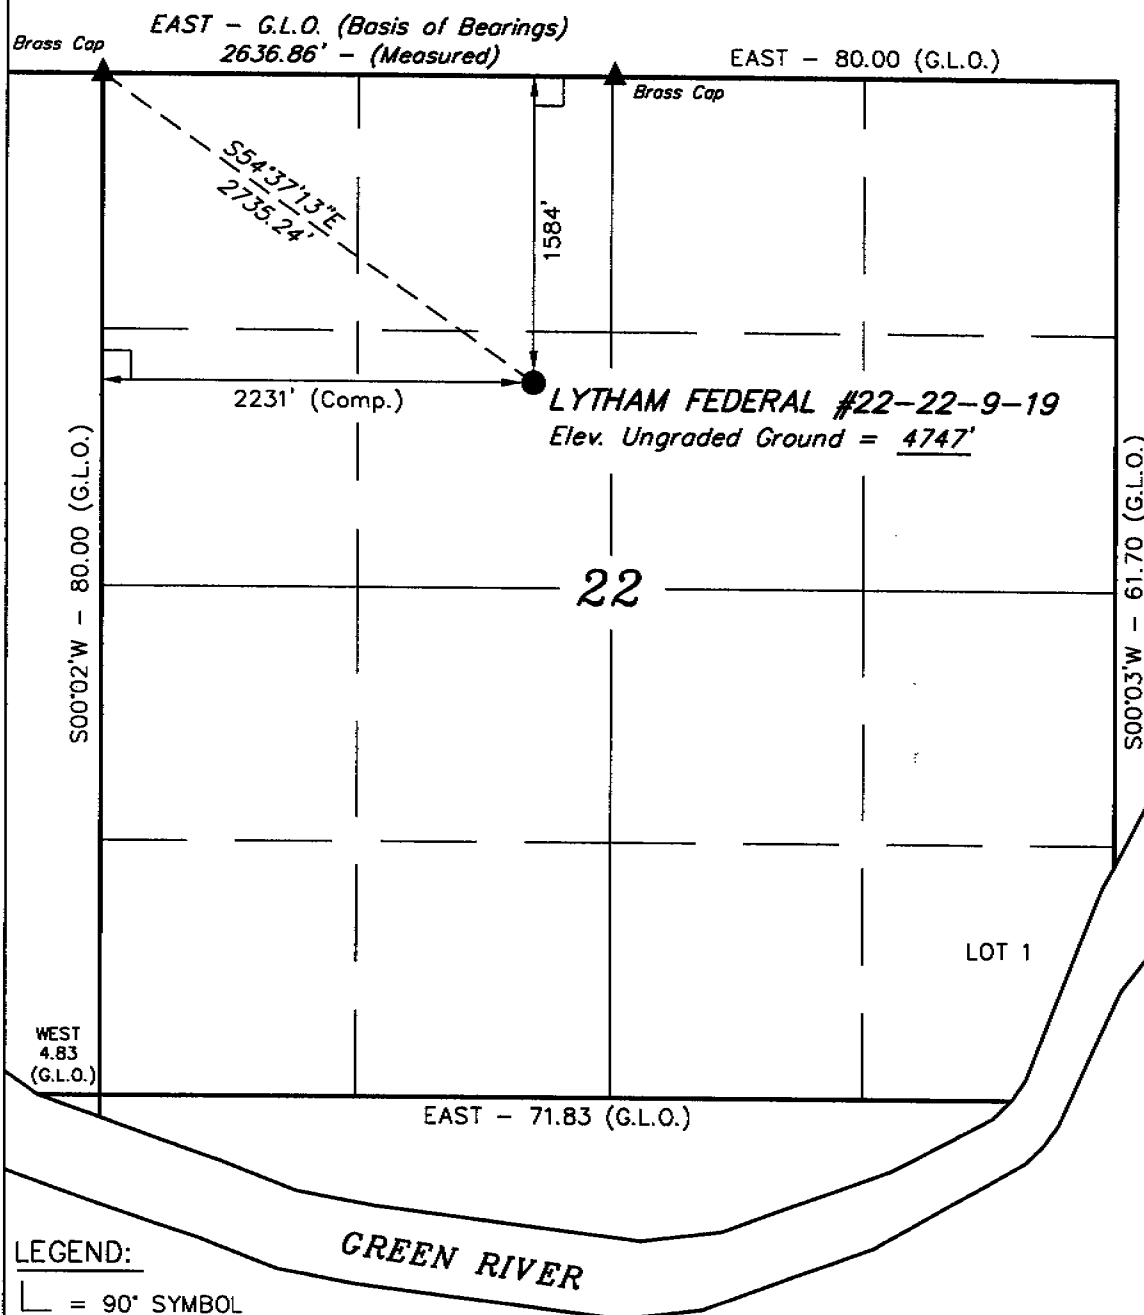 EAST - G.L.O. (Basis of Bearings)
2636.86' - (Measured)
Brass Cap
EAST - 80.00 (G.L.O.)
Brass Cap
S54°37'13"E
2735.24'
1584'
2231' (Comp.)
LYTHAM FEDERAL #22-22-9-19
Elev. Ungraded Ground = 4747'
S00°02'W - 80.00 (G.L.O.)
S00°03'W - 61.70 (G.L.O.)
22
LOT 1
WEST
4.83
(G.L.O.)
EAST - 71.83 (G.L.O.)
GREEN RIVER
LEGEND:
= 90° SYMBOL